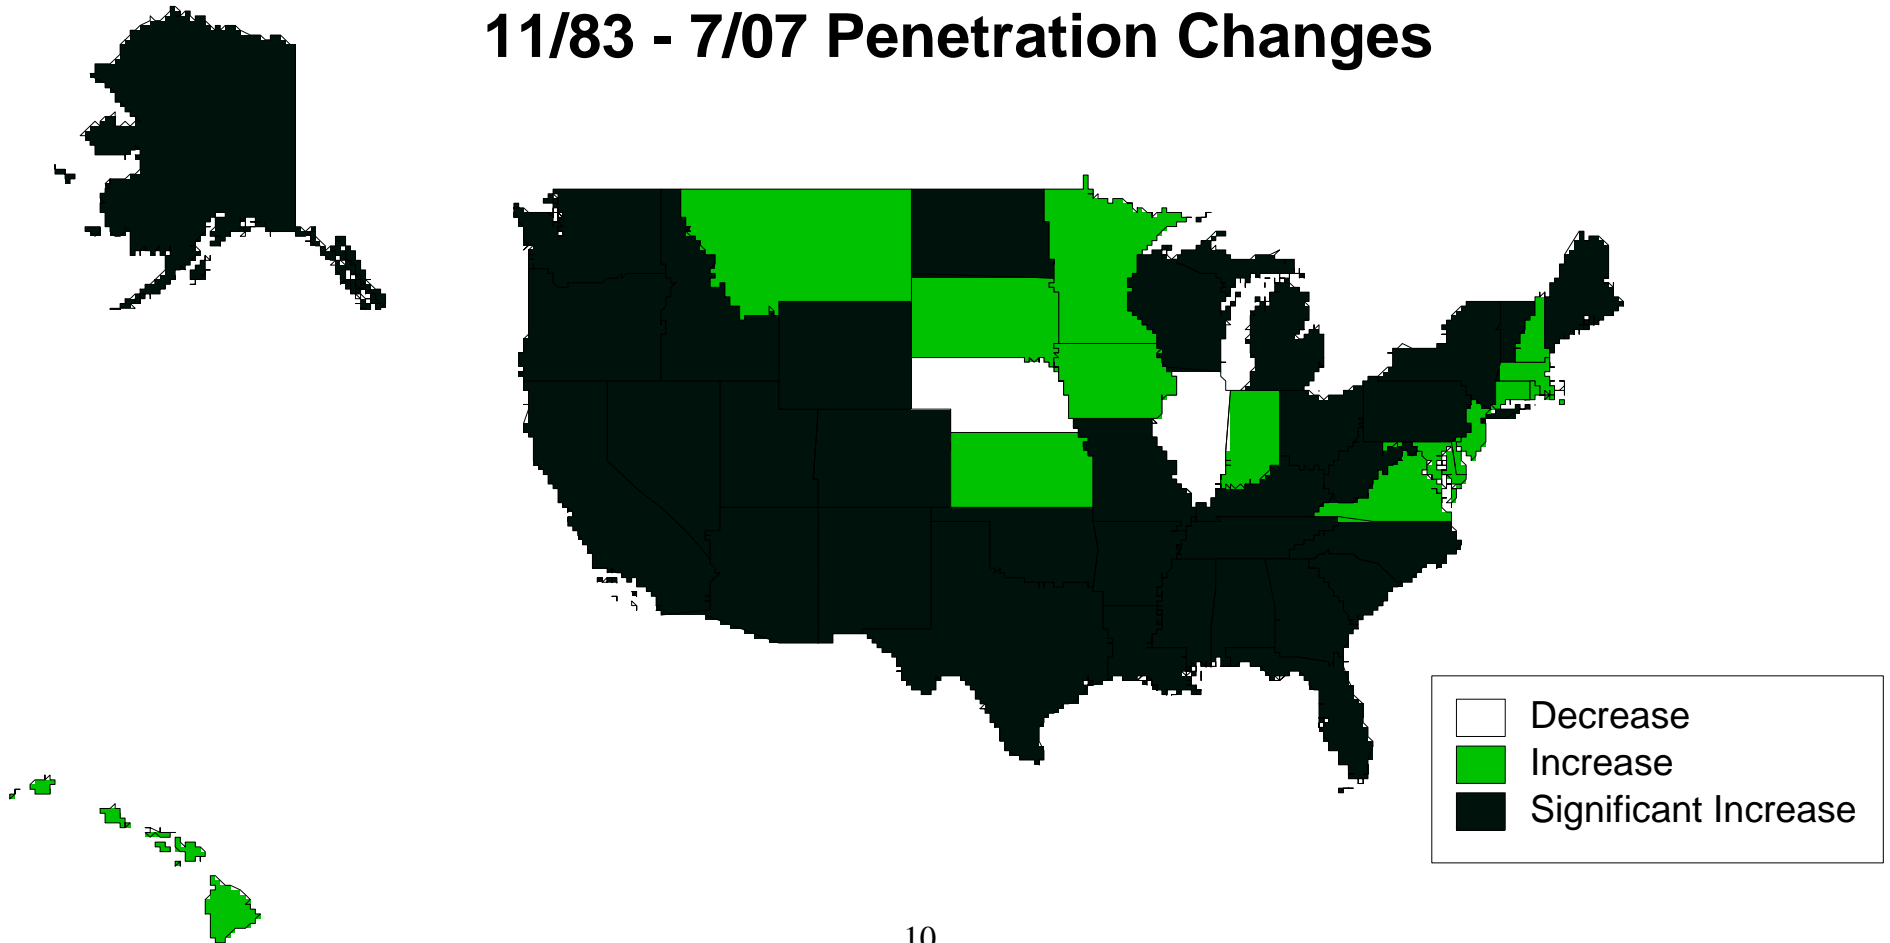 11/83 - 7/07 Penetration Changes
Decrease
Increase
Significant Increase
10